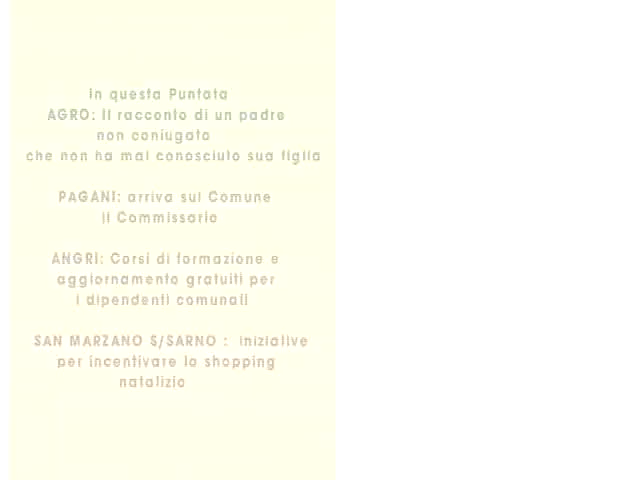 In questa Puntata
AGRO: Il racconto di un padre
non coniugato
che non ha mai conosciuto sua figlia
PAGANI: arriva sul Comune
il Commissario
ANGRI: Corsi di formazione e
aggiornamento gratuiti per
i dipendenti comunali
SAN MARZANO S/SARNO : iniziative
per incentivare lo shopping
natalizio